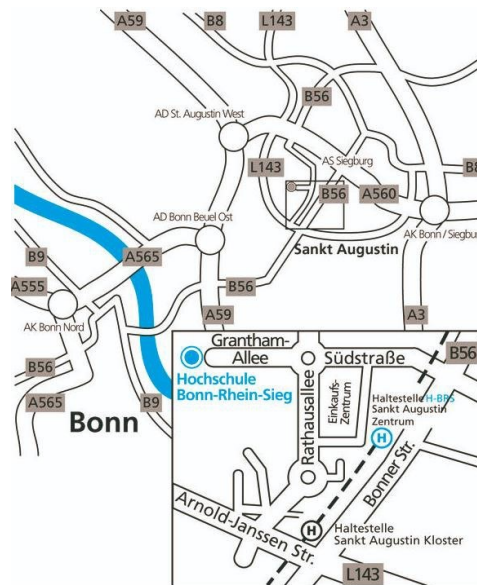 A59
B8
L143
A3
B56
AD St. Augustin West
L143
AS Siegburg
B8
B56
A560
AD Bonn Beuel Ost
AK Bonn / Siegburg
Sankt Augustin
B9
A565
A555
B56
AK Bonn Nord
A59
A3
B56
A565
Bonn
B9
Grantham-
Allee
Südstraße
B56
Hochschule
Bonn-Rhein-Sieg
Rathausallee
Einkaufs-
Zentrum
Haltestelle H-BRS
Sankt Augustin
Zentrum
H
Bonner Str.
Arnold-Janssen Str.
H
Haltestelle
Sankt Augustin Kloster
L143